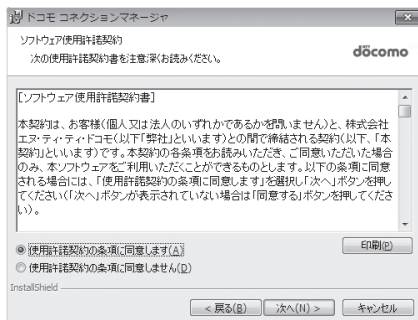 ドコモ コネクションマネージャ
ソフトウェア使用許諾契約
次の使用許諾契約書を注意深くお読みください。
döcomo
[ソフトウェア使用許諾契約書]
本契約は、お客様(個人又は法人のいずれかであるかを問いません)と、株式会社
エヌ・ティ・ティ・ドコモ(以下「弊社」といいます)との間で締結される契約(以下、「本
契約」といいます)です。本契約の各条項をお読みいただき、ご同意いただいた場合
のみ、本ソフトウェアをご利用いただくことができるものとします。以下の条項に同意
される場合には、「使用許諾契約の条項に同意します」を選択し「次へ」ボタンを押し
てください(「次へ」ボタンが表示されていない場合は「同意する」ボタンを押してくださ
い)。
使用許諾契約の条項に同意します(A)
印刷(P)
使用許諾契約の条項に同意しません(D)
InstallShield
< 戻る(B)
次へ(N) >
キャンセル